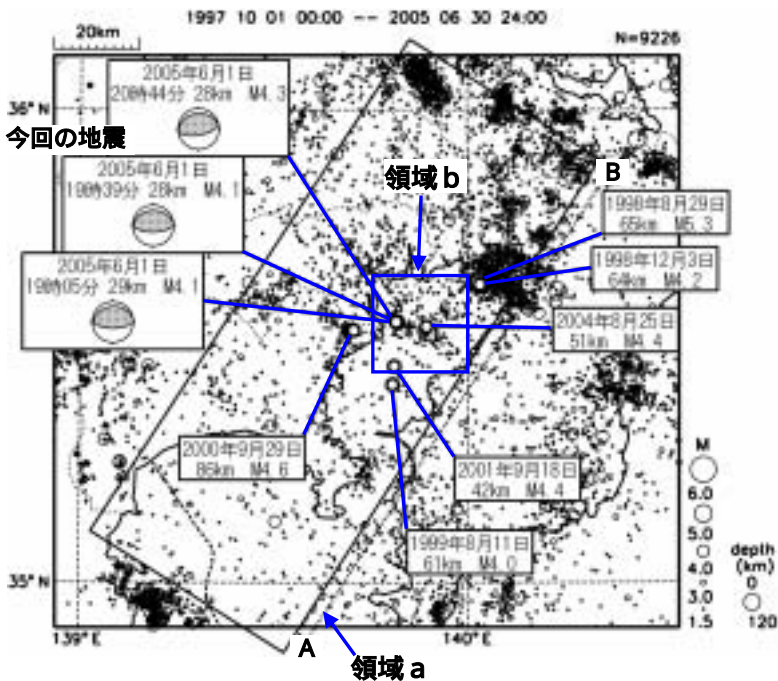 1997 10 01 00:00 -- 2005 06 30 24:00
20km
N=9226
36°N
2005年6月1日
20時44分 28km M4.3
今回の地震
2005年6月1日
19時39分 28km M4.1
2005年6月1日
19時05分 29km M4.1
領域b
B
1998年8月29日
65km M5.3
1998年12月3日
64km M4.2
2004年8月25日
51km M4.4
2000年9月29日
86km M4.6
2001年9月18日
42km M4.4
1999年8月11日
61km M4.0
M
6.0
5.0
4.0
3.0
1.5
depth
(km)
0
120
35°N
139°E
A
140°E
領域a